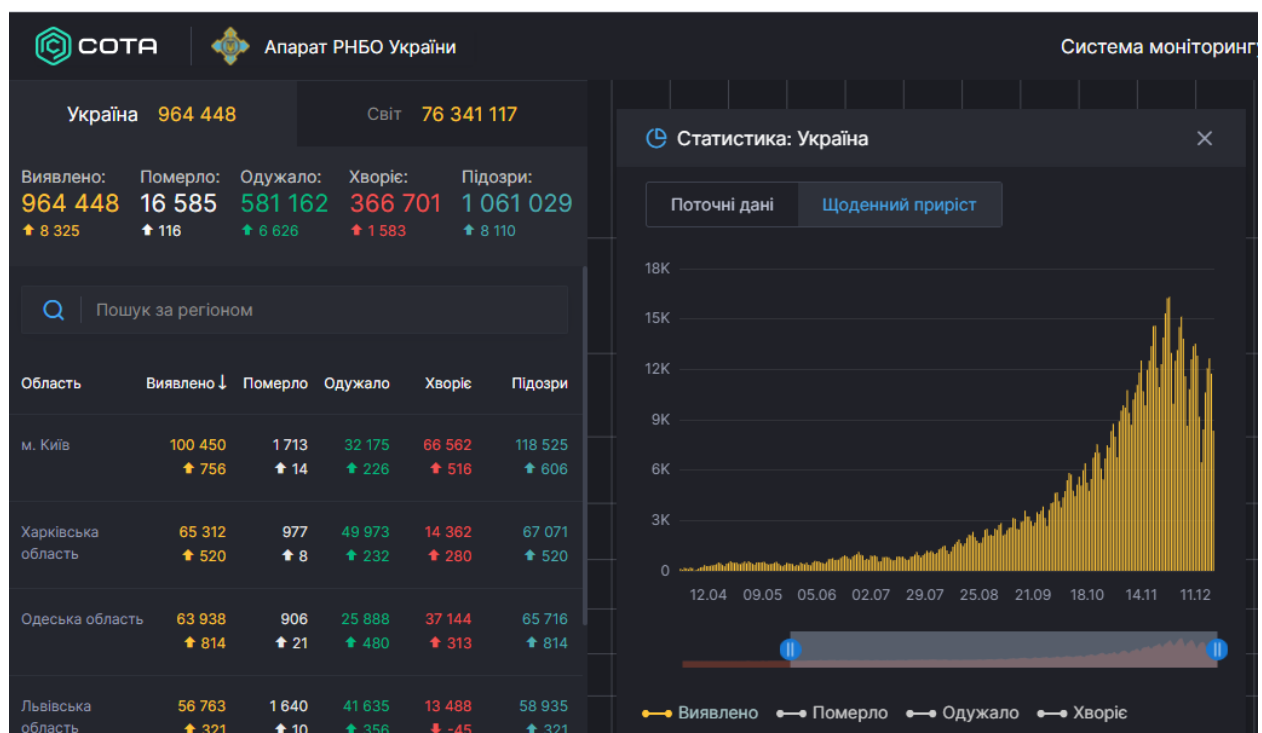 СОТА
Апарат РНБО України
Система моніторингу
Україна 964 448
Світ 76 341 117
Виявлено: Померло: Одужало: Хворіє: Підозри:
964 448 16 585 581 162 366 701 1 061 029
8 325 116 6 626 1 583 8 110
Пошук за регіоном
Область Виявлено↓ Померло Одужало Хворіє Підозри
м. Київ 100 450 1 713 32 175 66 562 118 525
756 14 226 516 606
Харківська 65 312 977 49 973 14 362 67 071
область 520 8 232 280 520
Одеська область 63 938 906 25 888 37 144 65 716
814 21 480 313 814
Львівська 56 763 1 640 41 635 13 488 58 935
область 321 10 356 -45 321
Статистика: Україна
Поточні дані Щоденний приріст
18K
15K
12K
9K
6K
3K
0
12.04 09.05 05.06 02.07 29.07 25.08 21.09 18.10 14.11 11.12
Виявлено Померло Одужало Хворіє